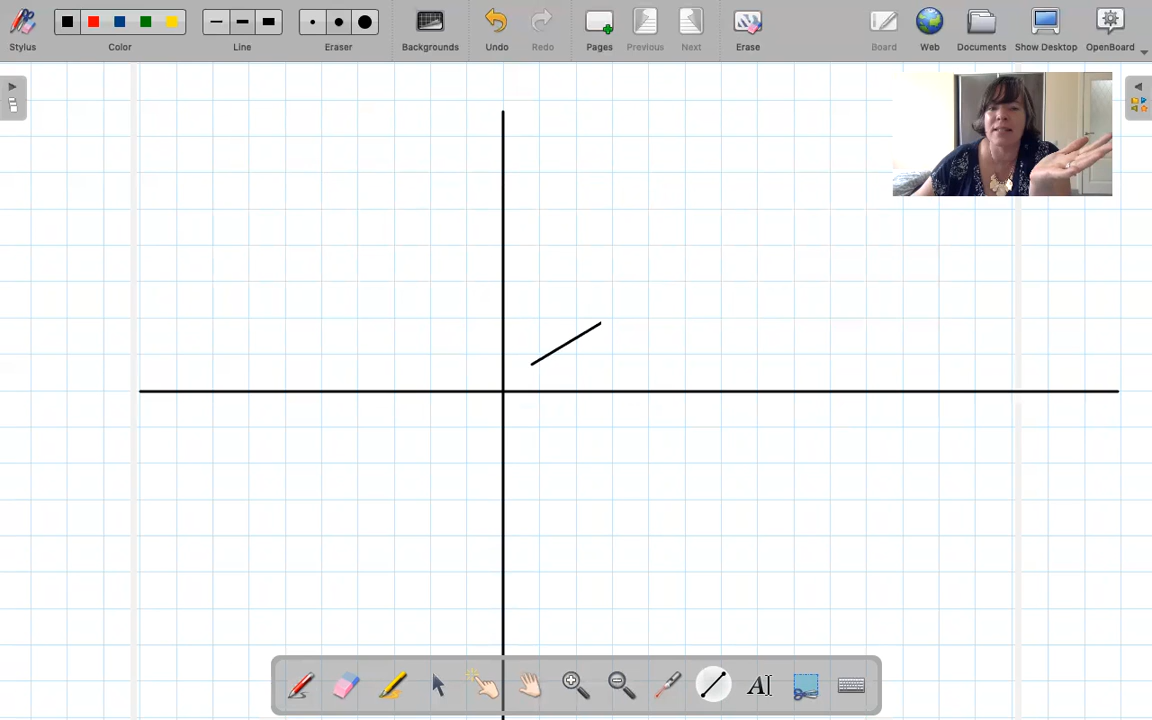 Stylus
Color
Line
Eraser
Backgrounds
Undo
Redo
Pages
Previous
Next
Erase
Board
Web
Documents
Show Desktop
OpenBoard
A